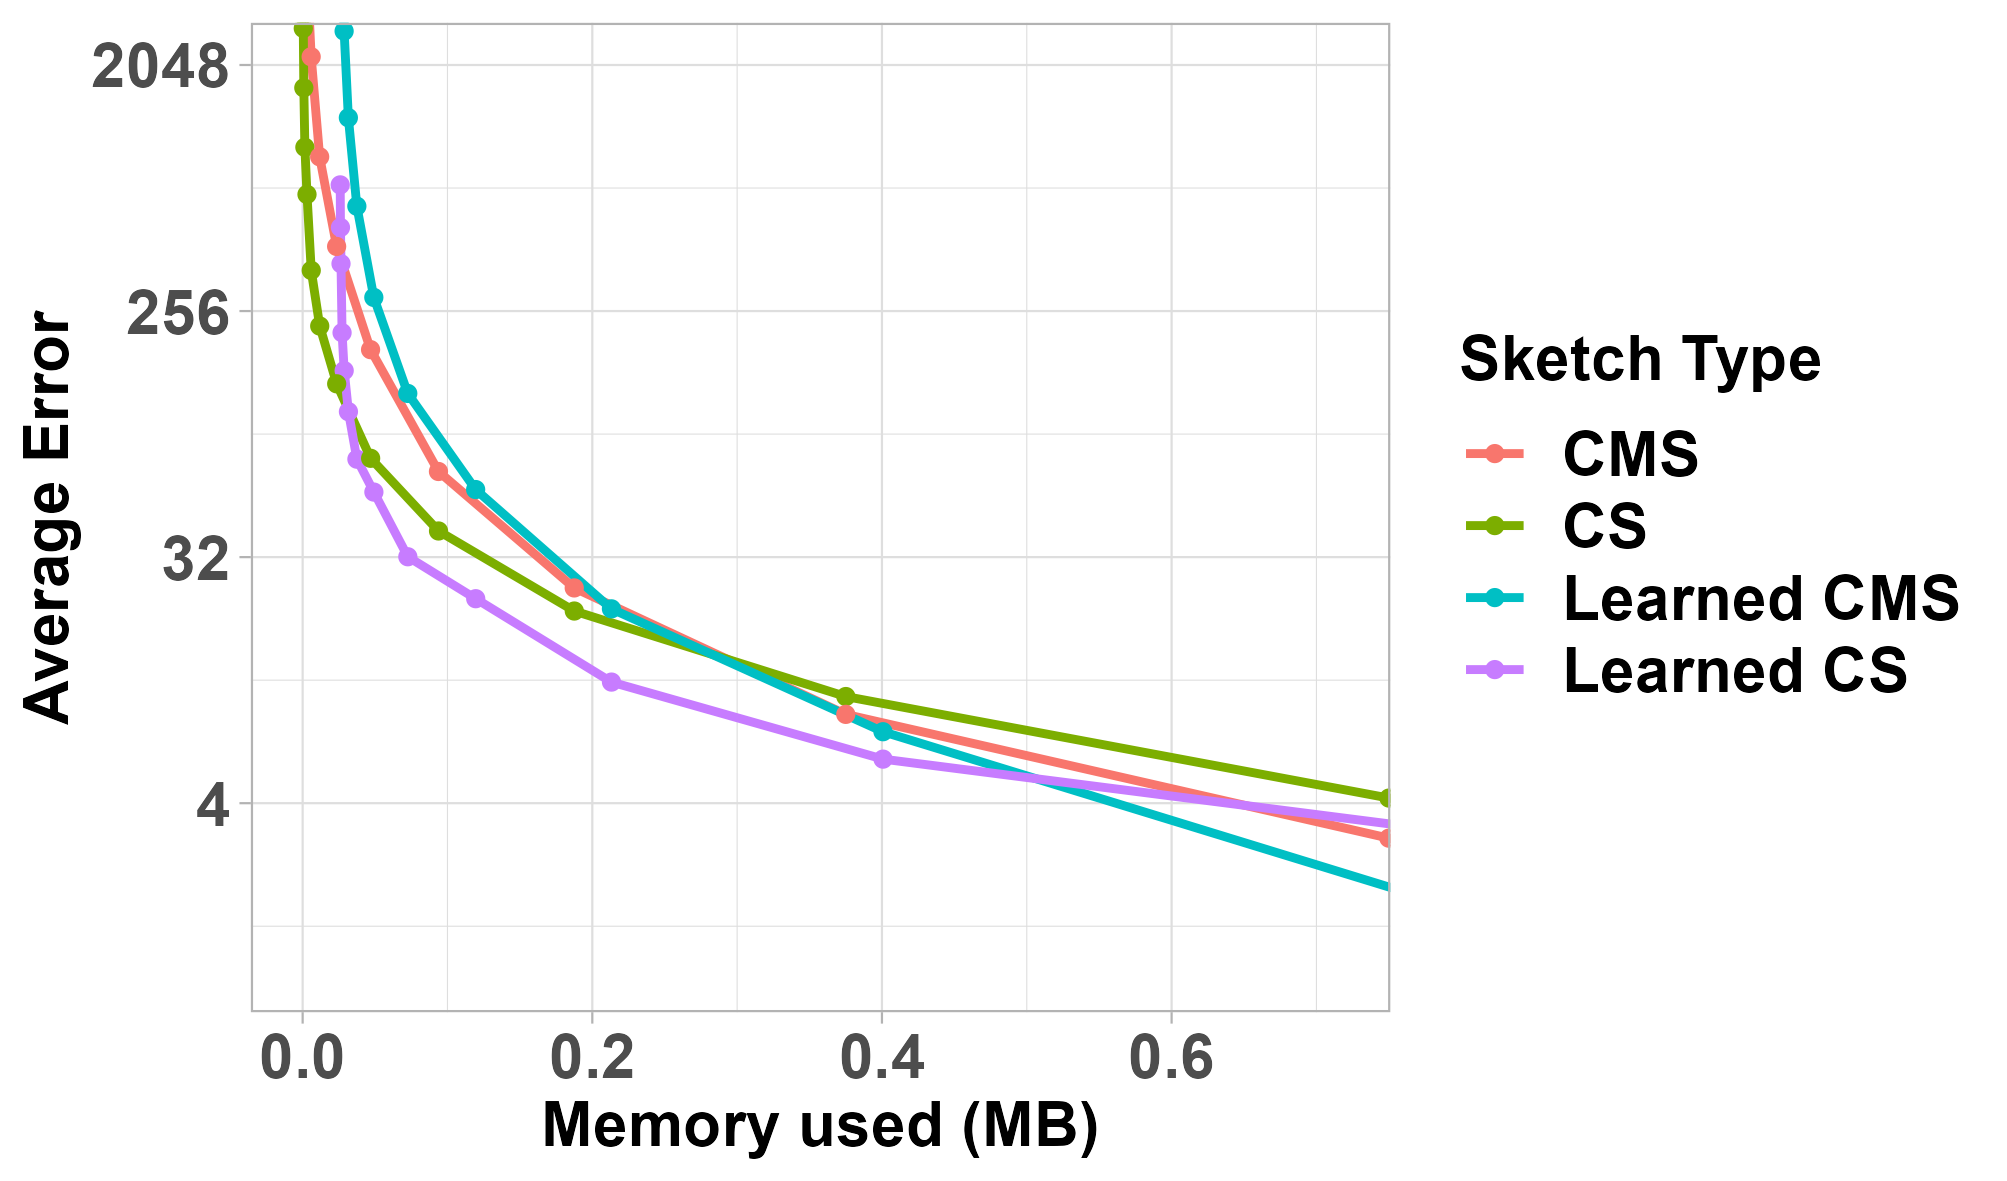 2048
256
32
4
Average Error
0.0 0.2 0.4 0.6
Memory used (MB)
Sketch Type
CMS
CS
Learned CMS
Learned CS